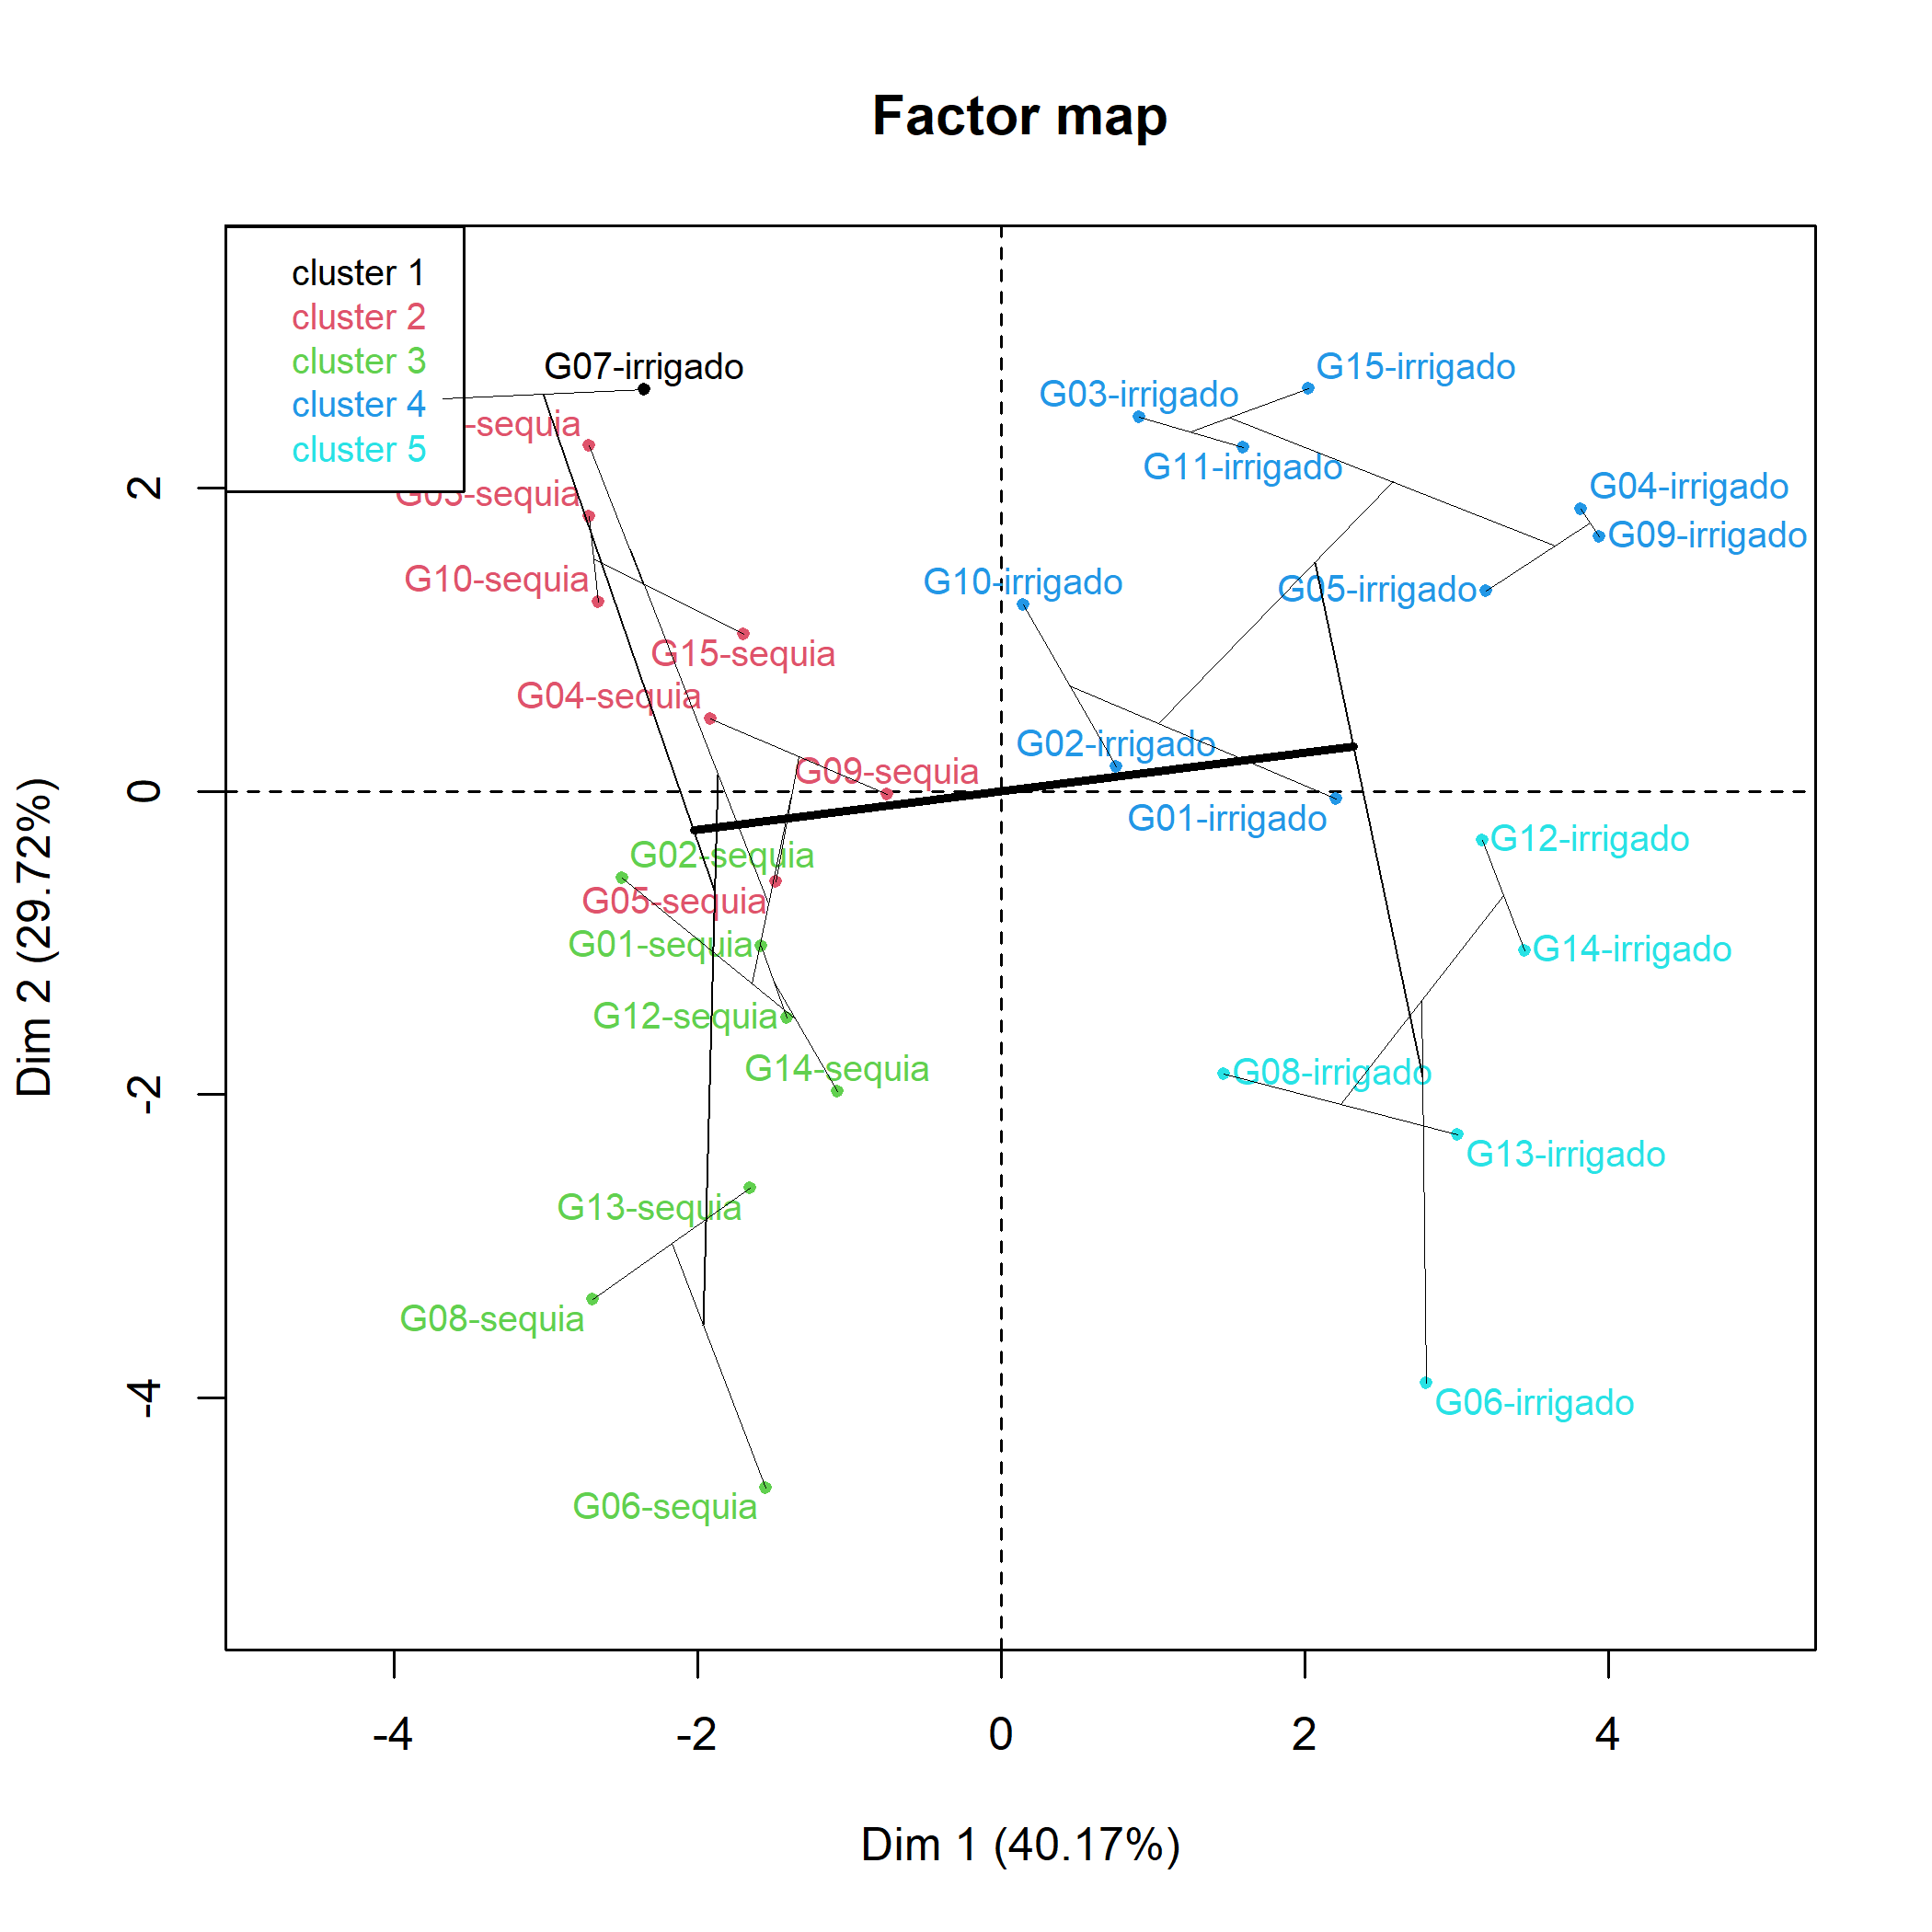 Factor map
cluster 1
cluster 2
cluster 3
cluster 4
cluster 5
G07-irrigado
G15-irrigado
G03-irrigado
-sequia
G11-irrigado
G04-irrigado
G03-sequia
G09-irrigado
G10-sequia
G10-irrigado
G05-irrigado
G15-sequia
G04-sequia
G02-irrigado
G09-sequia
G01-irrigado
G12-irrigado
G02-sequia
G05-sequia
G01-sequia
G14-irrigado
G12-sequia
G14-sequia
G08-irrigado
G13-irrigado
G13-sequia
G08-sequia
G06-irrigado
G06-sequia
2
0
-2
-4
Dim 2 (29.72%)
-4
-2
0
2
4
Dim 1 (40.17%)